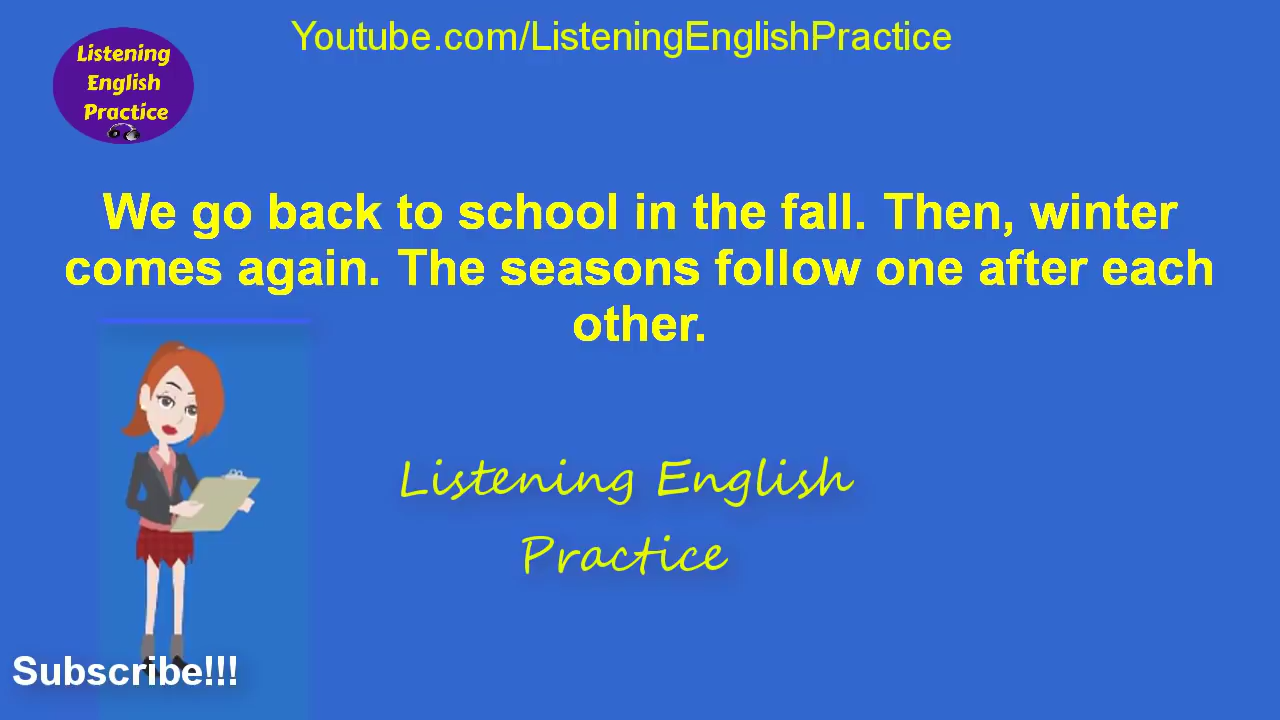 Youtube.com/ListeningEnglishPractice
Listening
English
Practice
We go back to school in the fall. Then, winter
comes again. The seasons follow one after each
other.
Listening English
Practice
Subscribe!!!